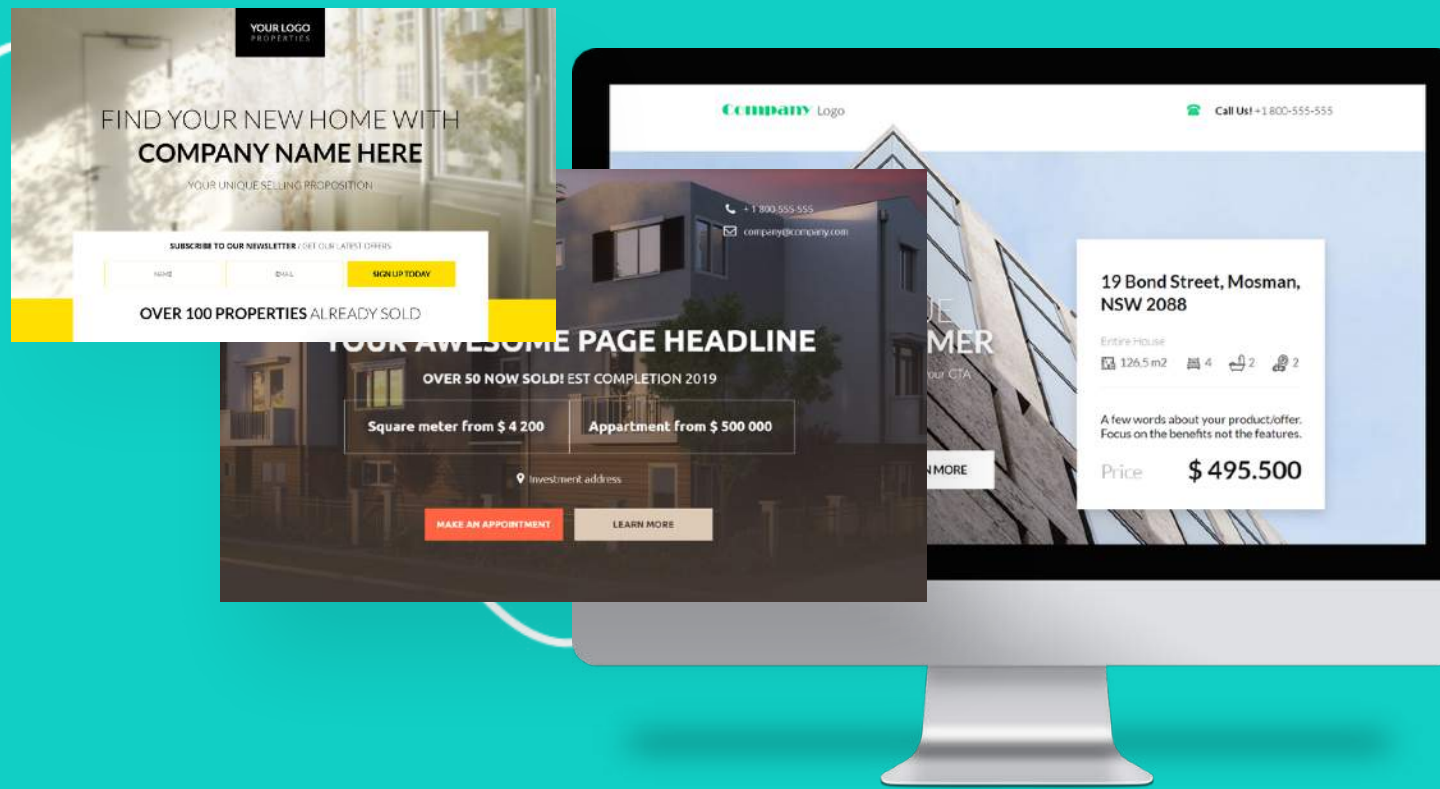 YOUR LOGO
PROPERTIES
FIND YOUR NEW HOME WITH
COMPANY NAME HERE
YOUR UNIQUE SELLING PROPOSITION
SUBSCRIBE TO OUR NEWSLETTER / GET OUR LATEST OFFERS
NAME
EMAIL
SIGN UP TODAY
OVER 100 PROPERTIES ALREADY SOLD
+ 1 800-555-555
company@company.com
YOUR AWESOME PAGE HEADLINE
OVER 50 NOW SOLD! EST COMPLETION 2019
Square meter from $ 4 200
Appartment from $ 500 000
Investment address
MAKE AN APPOINTMENT
LEARN MORE
Company Logo
Call Us! +1 800-555-555
UE
MER
your CTA
N MORE
19 Bond Street, Mosman,
NSW 2088
Entire House
126,5 m2 4 2 2
A few words about your product/offer.
Focus on the benefits not the features.
Price $ 495.500